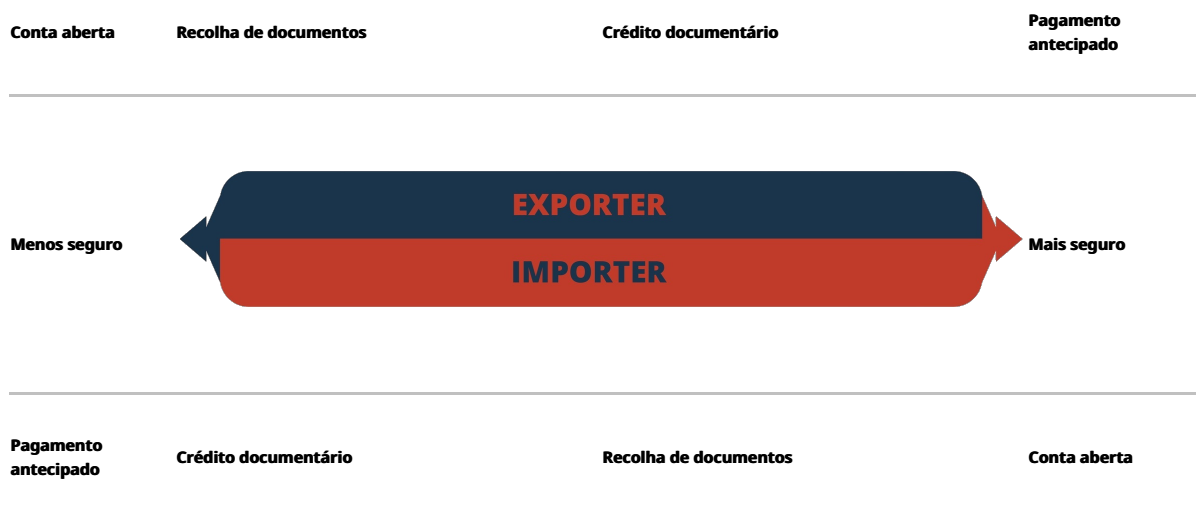 Conta aberta
Recolha de documentos
Crédito documentário
Pagamento
antecipado
EXPORTER
Menos seguro
Mais seguro
IMPORTER
Pagamento
antecipado
Crédito documentário
Recolha de documentos
Conta aberta